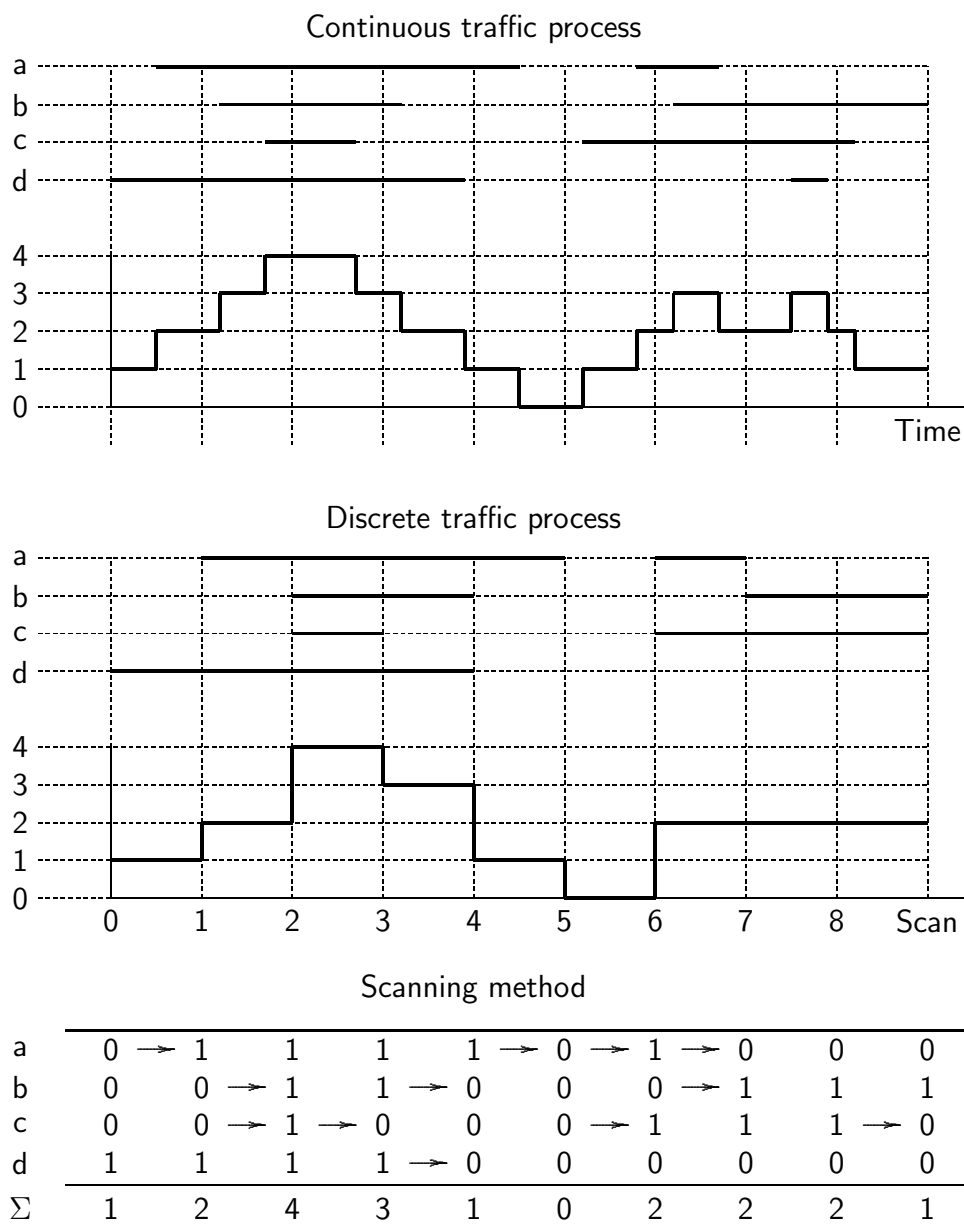 Continuous traffic process
a
b
c
d
4
3
2
1
0
Time
Discrete traffic process
a
b
c
d
4
3
2
1
0
0 1 2 3 4 5 6 7 8 Scan
Scanning method
a 0 → 1 1 1 1 → 0 → 1 → 0 0 0
b 0 0 → 1 1 → 0 0 0 → 1 1 1
c 0 0 → 1 → 0 0 0 → 1 1 1 → 0
d 1 1 1 1 → 0 0 0 0 0 0
Σ 1 2 4 3 1 0 2 2 2 1